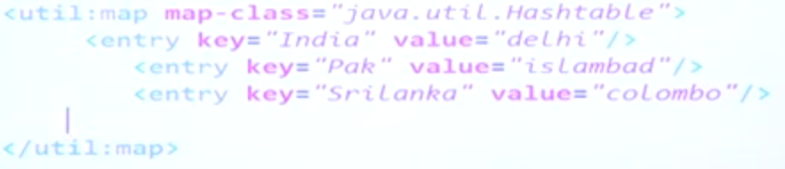 <util:map map-class="java.util.Hashtable">
<entry key="India" value="delhi"/>
<entry key="Pak" value="islambad"/>
<entry key="Srilanka" value="colombo"/>
</util:map>